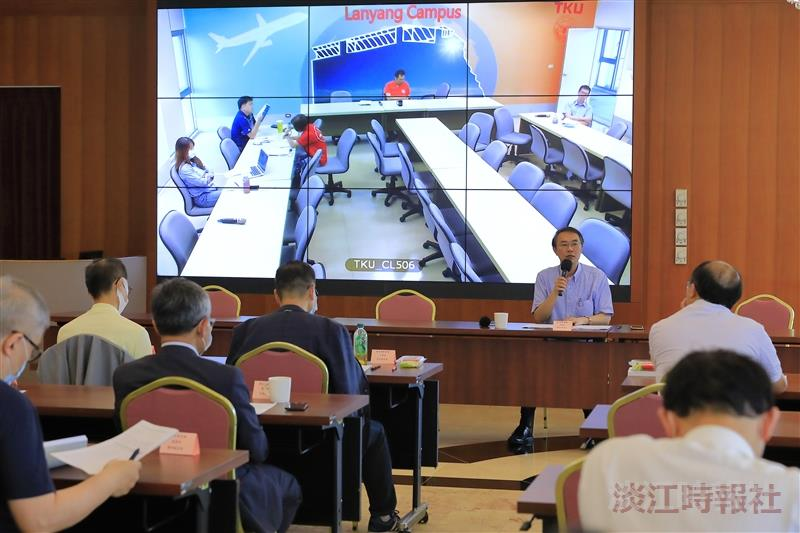 Lanyang Campus
TKU
TKU_CL506
淡江時報社